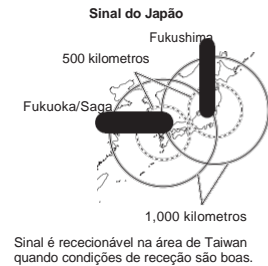 Sinal do Japão
Fukushima
500 kilometros
Fukuoka/Saga
1,000 kilometros
Sinal é rececionável na área de Taiwan
quando condições de receção são boas.